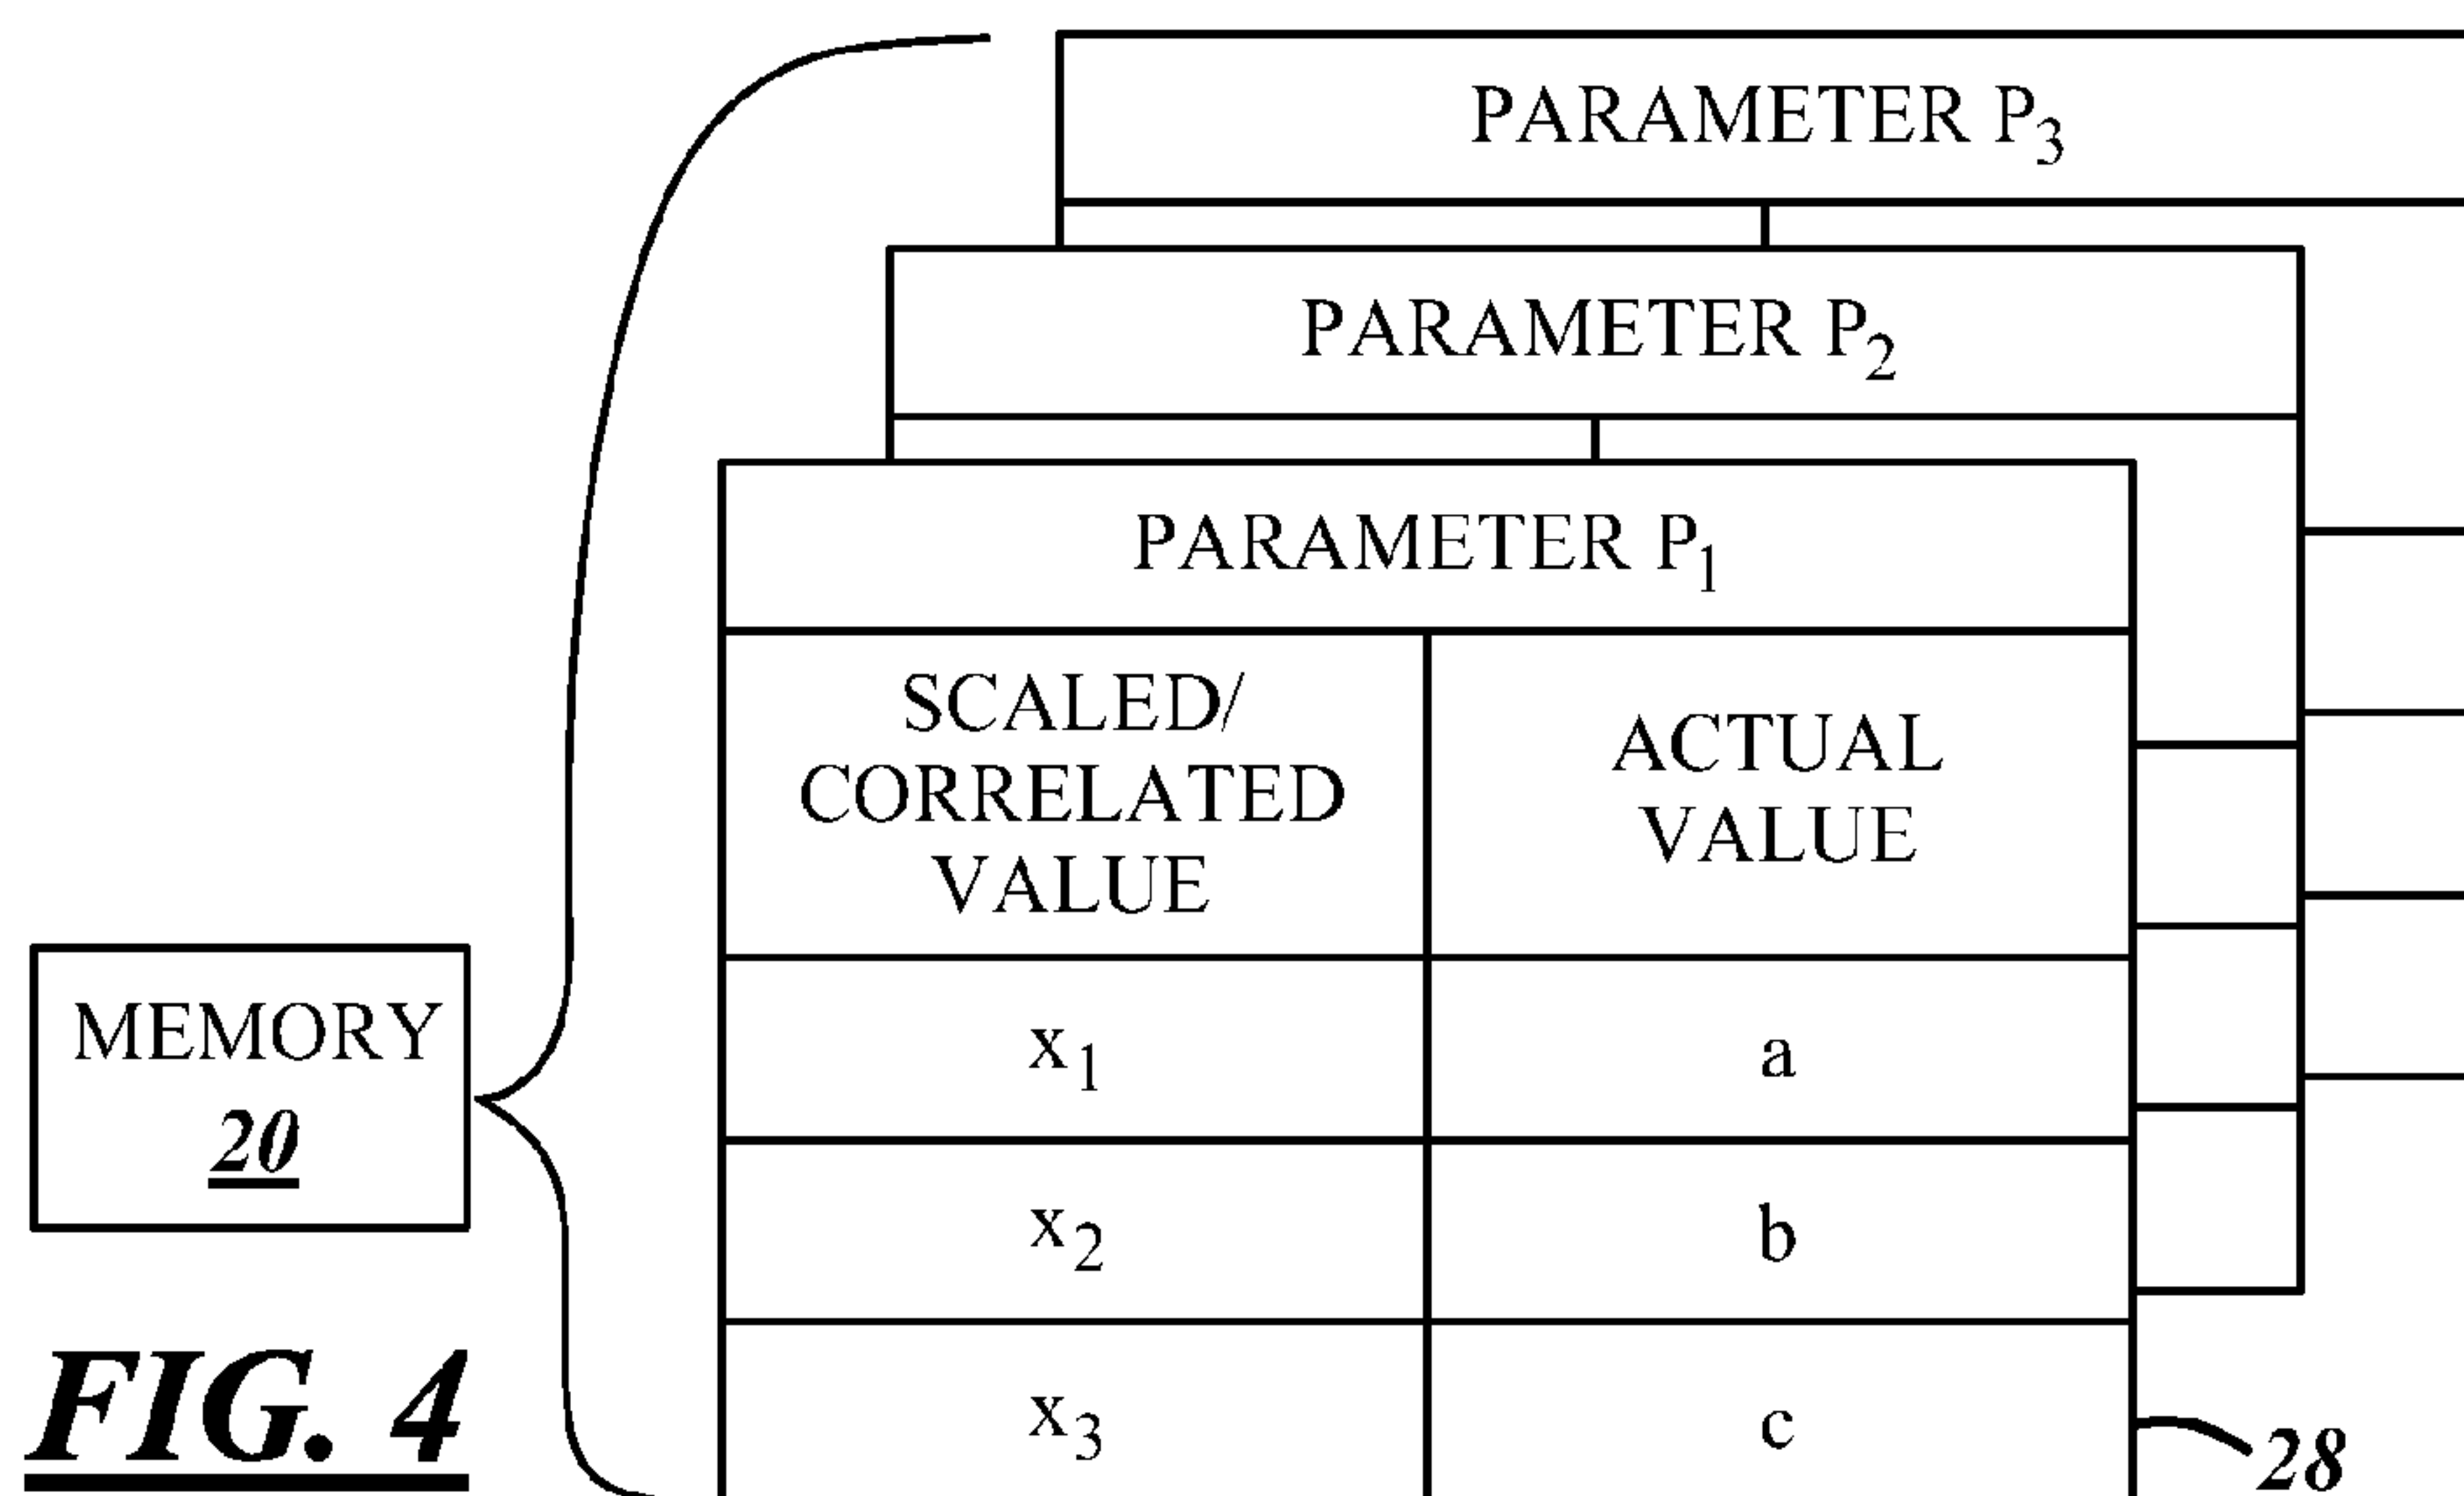 PARAMETER P3
PARAMETER P2
PARAMETER P1
SCALED/
CORRELATED
VALUE
ACTUAL
VALUE
x1 a
x2 b
x3 c
MEMORY
20
28
FIG. 4